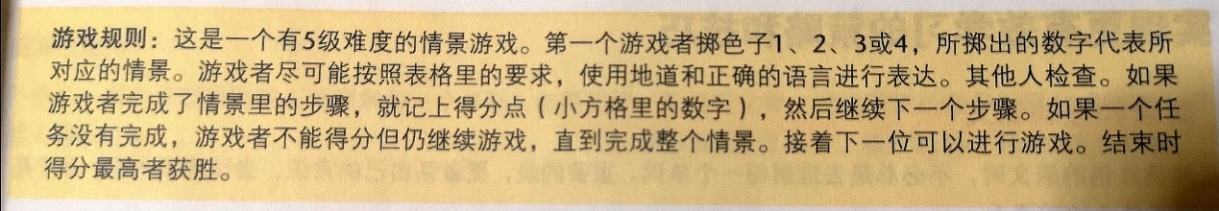 游戏规则：这是一个有5级难度的情景游戏。第一个游戏者掷色子1、2、3或4，所掷出的数字代表所
对应的情景。游戏者尽可能按照表格里的要求，使用地道和正确的语言进行表达。其他人检查。如果
游戏者完成了情景里的步骤，就记上得分点（小方格里的数字），然后继续下一个步骤。如果一个任
务没有完成，游戏者不能得分但仍继续游戏，直到完成整个情景。接着下一位可以进行游戏。结束时
得分最高者获胜。